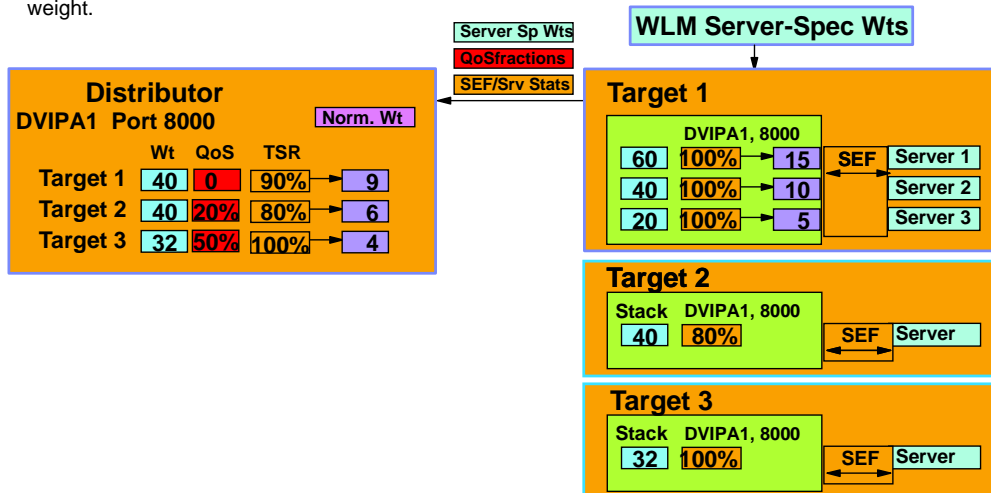 weight.
WLM Server-Spec Wts
Server Sp Wts
QoSfractions
SEF/Srv Stats
Distributor
DVIPA1 Port 8000
Norm. Wt
Wt QoS TSR
Target 1 40 0 90% 9
Target 2 40 20% 80% 6
Target 3 32 50% 100% 4
Target 1
DVIPA1, 8000
60 100% 15 SEF Server 1
40 100% 10 Server 2
20 100% 5 Server 3
Target 2
Stack DVIPA1, 8000
40 80% SEF Server
Target 3
Stack DVIPA1, 8000
32 100% SEF Server